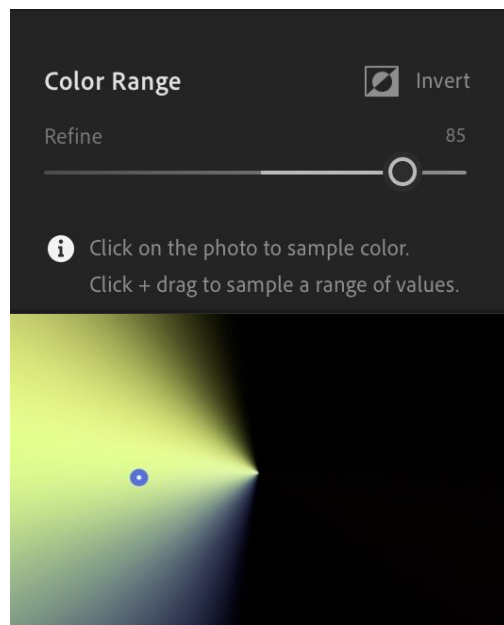 Color Range
Invert
Refine
85
Click on the photo to sample color.
Click + drag to sample a range of values.